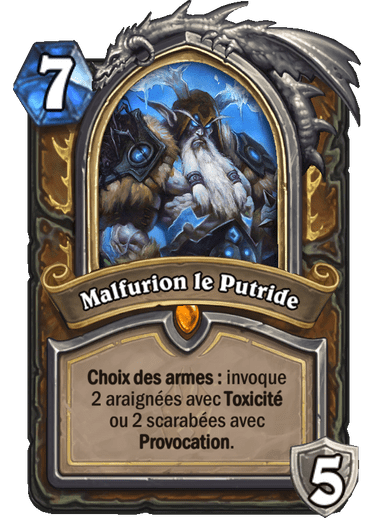 7
Malfurion le Putride
Choix des armes : invoque
2 araignées avec Toxicité
ou 2 scarabées avec
Provocation.
5